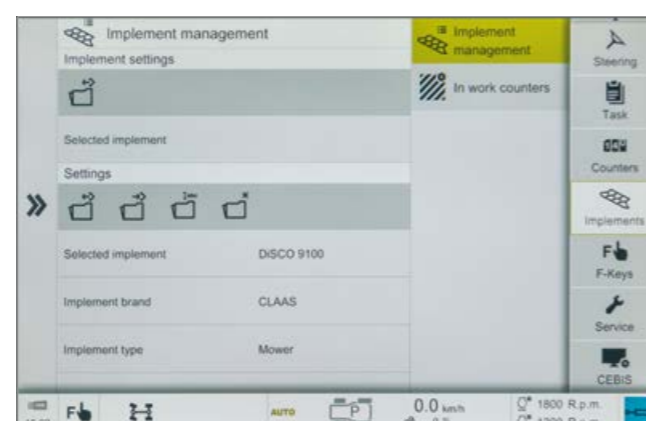 Implement management
Implement settings
Selected implement
Settings
Selected implement DISCO 9100
Implement brand CLAAS
Implement type Mower
Implement
management
In work counters
Steering
Task
Counters
Implements
F-Keys
Service
CEBIS
F
AUTO
P
0.0 km/h
1800 R.p.m.